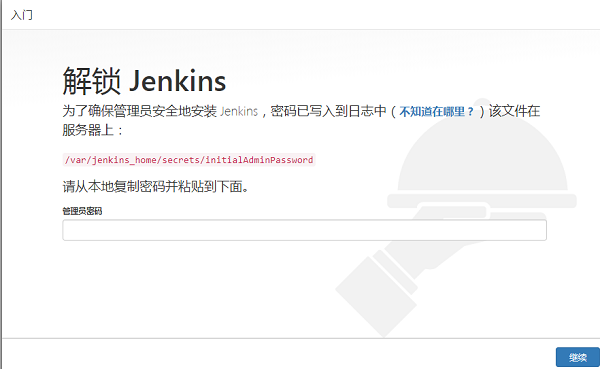 入门
解锁 Jenkins
为了确保管理员安全地安装 Jenkins，密码已写入到日志中（不知道在哪里？）该文件在
服务器上：
/var/jenkins_home/secrets/initialAdminPassword
请从本地复制密码并粘贴到下面。
管理员密码
继续